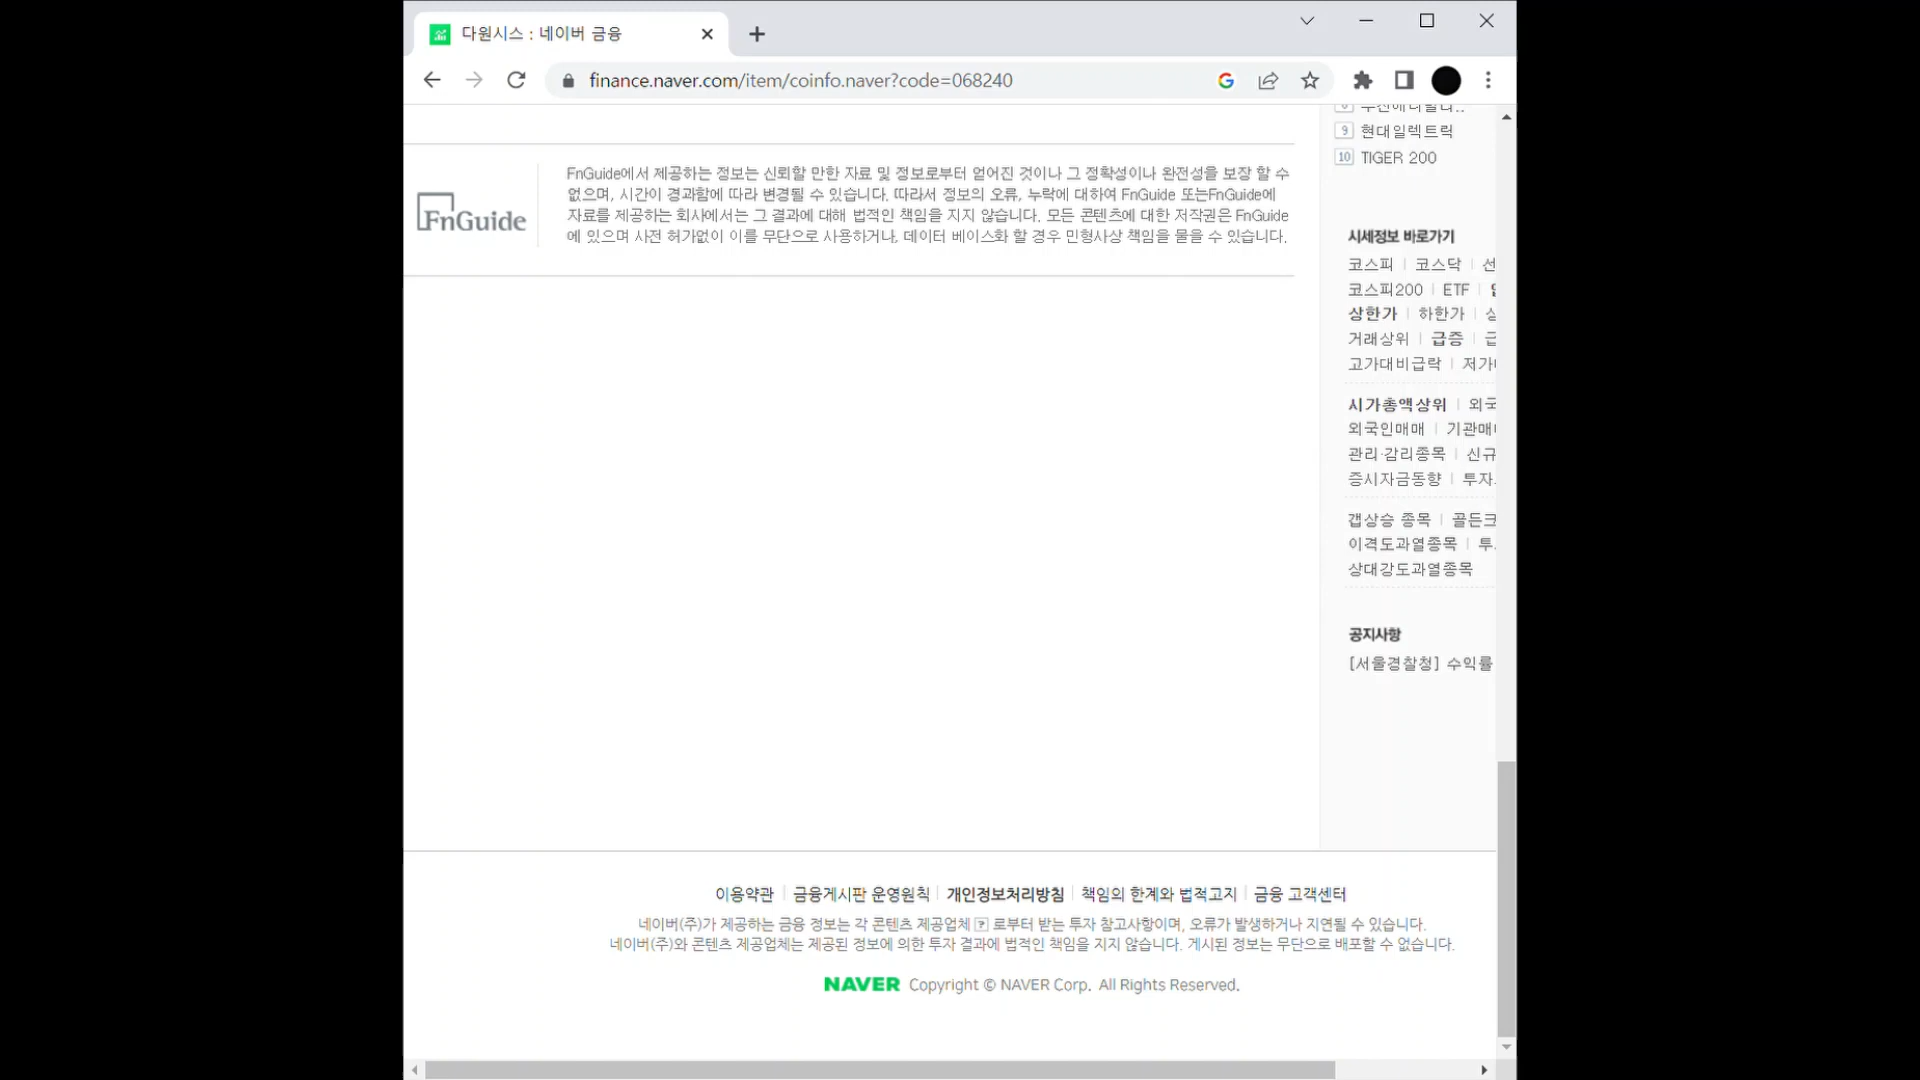 다원시스 : 네이버 금융
finance.naver.com/item/coinfo.naver?code=068240
9 현대일렉트릭
10 TIGER 200
FnGuide
FnGuide에서 제공하는 정보는 신뢰할 만한 자료 및 정보로부터 얻어진 것이나 그 정확성이나 완전성을 보장 할 수
없으며, 시간이 경과함에 따라 변경될 수 있습니다. 따라서 정보의 오류, 누락에 대하여 FnGuide 또는FnGuide에
자료를 제공하는 회사에서는 그 결과에 대해 법적인 책임을 지지 않습니다. 모든 콘텐츠에 대한 저작권은 FnGuide
에 있으며 사전 허가없이 이를 무단으로 사용하거나, 데이터 베이스화 할 경우 민형사상 책임을 물을 수 있습니다.
시세정보 바로가기
코스피 코스닥 선
코스피200 ETF
상한가 하한가
거래상위 급증
고가대비급락 저가
시가총액상위 외국
외국인매매 기관매
관리·감리종목 신규
증시자금동향 투자
갭상승 종목 골든크
이격도과열종목 투
상대강도과열종목
공지사항
[서울경찰청] 수익률
이용약관 금융게시판 운영원칙 개인정보처리방침 책임의 한계와 법적고지 금융 고객센터
네이버(주)가 제공하는 금융 정보는 각 콘텐츠 제공업체 ? 로부터 받는 투자 참고사항이며, 오류가 발생하거나 지연될 수 있습니다.
네이버(주)와 콘텐츠 제공업체는 제공된 정보에 의한 투자 결과에 법적인 책임을 지지 않습니다. 게시된 정보는 무단으로 배포할 수 없습니다.
NAVER Copyright © NAVER Corp. All Rights Reserved.